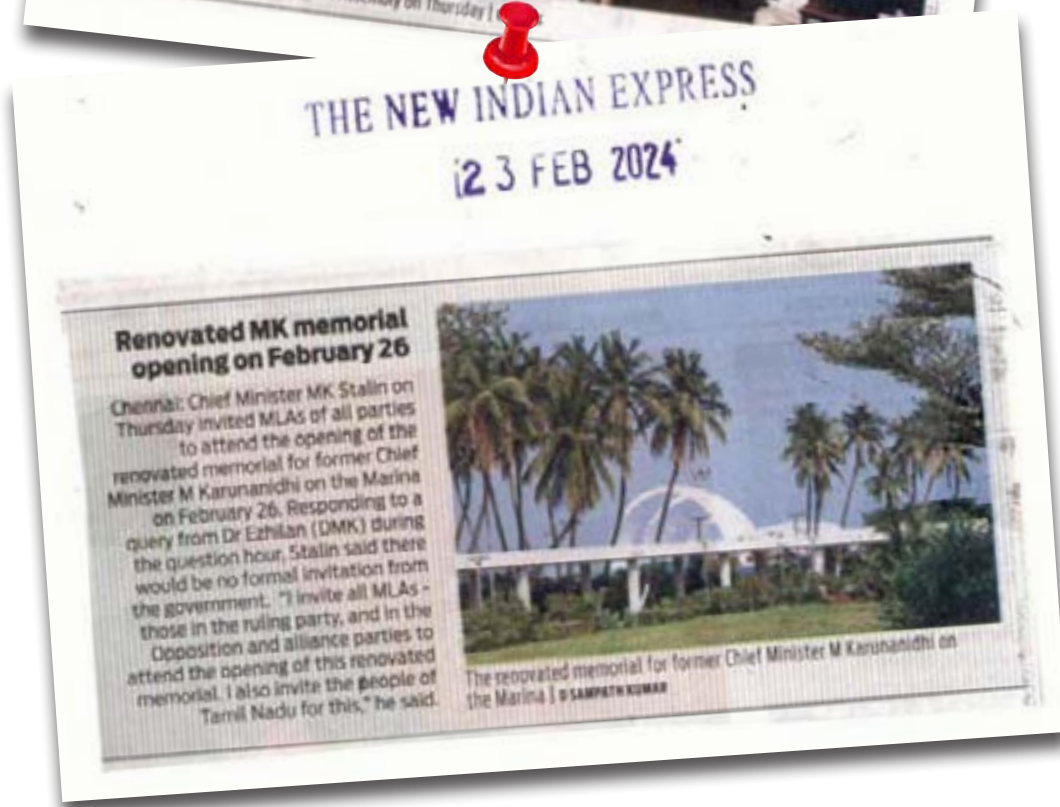 on Thursday |
THE NEW INDIAN EXPRESS
23 FEB 2024
Renovated MK memorial
opening on February 26
Chennai: Chief Minister MK Stalin on
Thursday invited MLAs of all parties
to attend the opening of the
renovated memorial for former Chief
Minister M Karunanidhi on the Marina
on February 26. Responding to a
query from Dr Ezhilan (DMK) during
the question hour, Stalin said there
would be no formal invitation from
the government. "I invite all MLAs -
those in the ruling party, and in the
Opposition and alliance parties to
attend the opening of this renovated
memorial. I also invite the people of
Tamil Nadu for this," he said.
The renovated memorial for former Chief Minister M Karunanidhi on
the Marina | D SAMPATH KUMAR